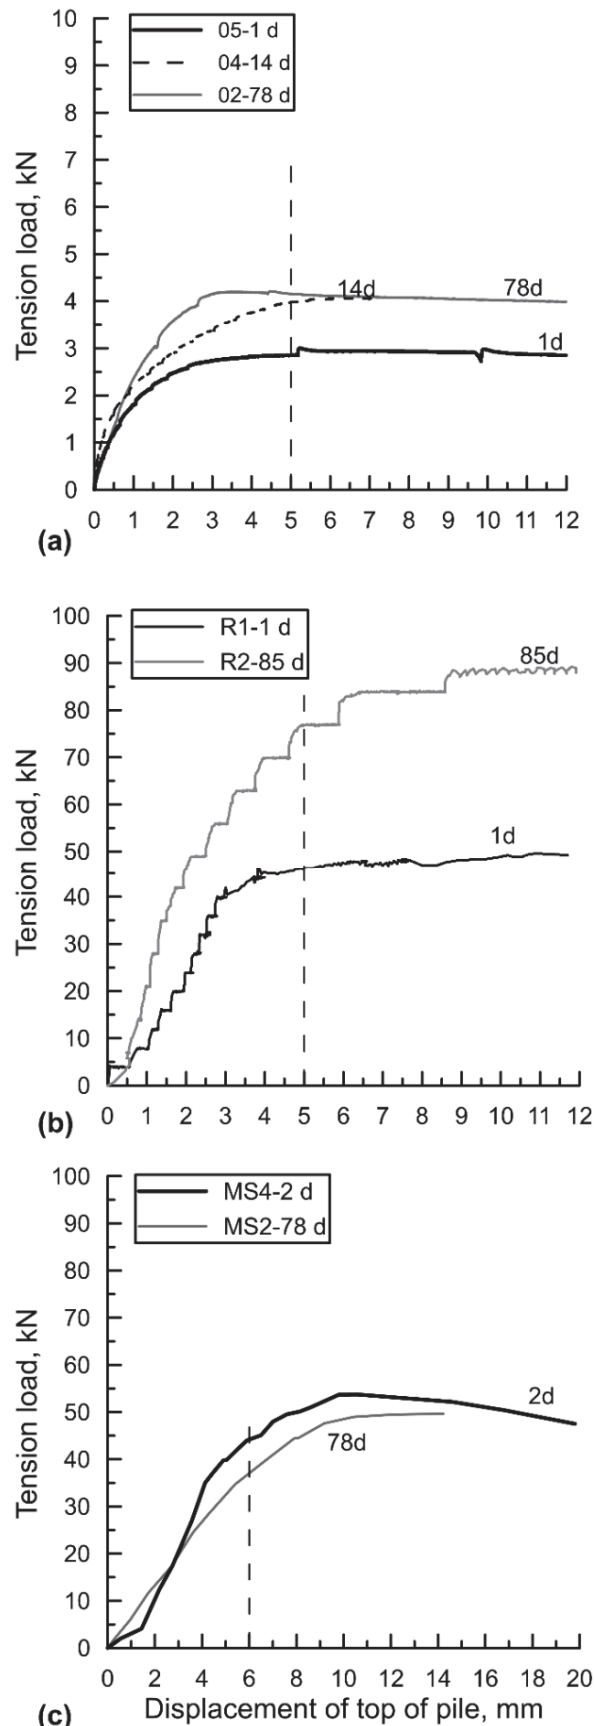 10
9
8
7
6
5
4
3
2
1
0
Tension load, kN
05-1 d
04-14 d
02-78 d
14d
78d
1d
0 1 2 3 4 5 6 7 8 9 10 11 12
(a)
100
90
80
70
60
50
40
30
20
10
0
Tension load, kN
R1-1 d
R2-85 d
85d
1d
0 1 2 3 4 5 6 7 8 9 10 11 12
(b)
100
90
80
70
60
50
40
30
20
10
0
Tension load, kN
MS4-2 d
MS2-78 d
2d
78d
0 2 4 6 8 10 12 14 16 18 20
(c) Displacement of top of pile, mm